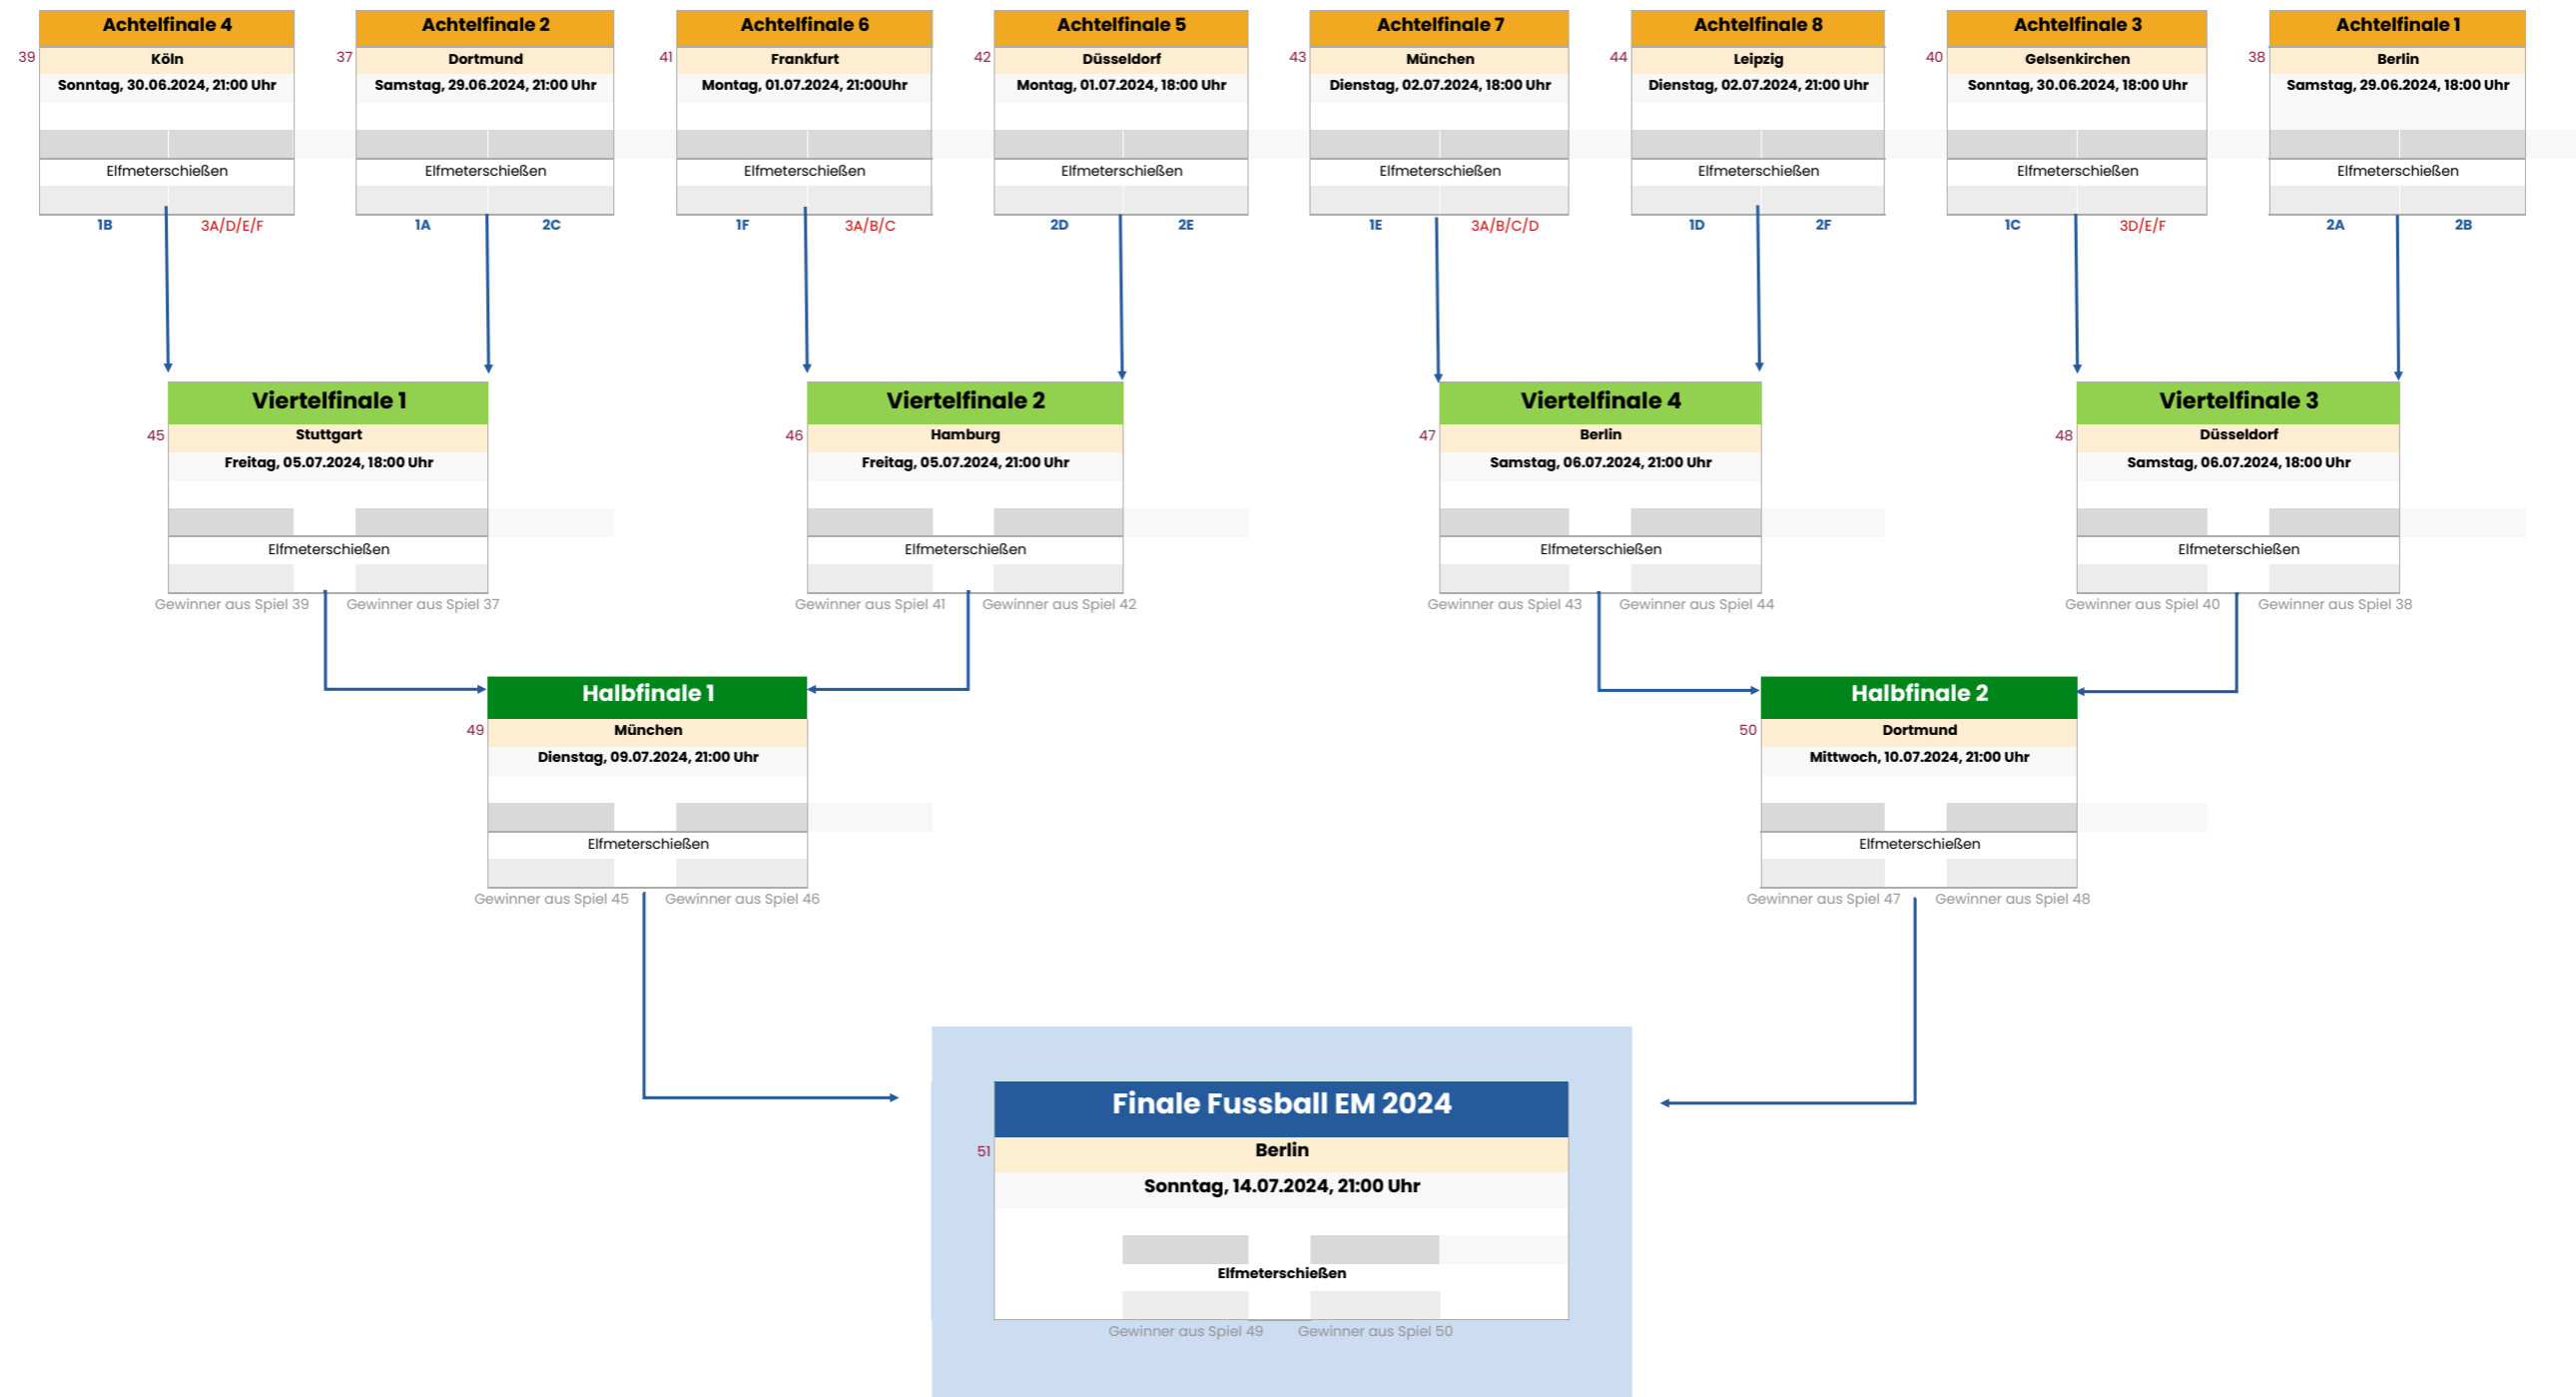 Achtelfinale 4
39
Köln
Sonntag, 30.06.2024, 21:00 Uhr
Elfmeterschießen
1B
3A/D/E/F
Achtelfinale 2
37
Dortmund
Samstag, 29.06.2024, 21:00 Uhr
Elfmeterschießen
1A
2C
Achtelfinale 6
41
Frankfurt
Montag, 01.07.2024, 21:00Uhr
Elfmeterschießen
1F
3A/B/C
Achtelfinale 5
42
Düsseldorf
Montag, 01.07.2024, 18:00 Uhr
Elfmeterschießen
2D
2E
Achtelfinale 7
43
München
Dienstag, 02.07.2024, 18:00 Uhr
Elfmeterschießen
1E
3A/B/C/D
Achtelfinale 8
44
Leipzig
Dienstag, 02.07.2024, 21:00 Uhr
Elfmeterschießen
1D
2F
Achtelfinale 3
40
Gelsenkirchen
Sonntag, 30.06.2024, 18:00 Uhr
Elfmeterschießen
1C
3D/E/F
Achtelfinale 1
38
Berlin
Samstag, 29.06.2024, 18:00 Uhr
Elfmeterschießen
2A
2B
Viertelfinale 1
45
Stuttgart
Freitag, 05.07.2024, 18:00 Uhr
Elfmeterschießen
Gewinner aus Spiel 39
Gewinner aus Spiel 37
Viertelfinale 2
46
Hamburg
Freitag, 05.07.2024, 21:00 Uhr
Elfmeterschießen
Gewinner aus Spiel 41
Gewinner aus Spiel 42
Viertelfinale 4
47
Berlin
Samstag, 06.07.2024, 21:00 Uhr
Elfmeterschießen
Gewinner aus Spiel 43
Gewinner aus Spiel 44
Viertelfinale 3
48
Düsseldorf
Samstag, 06.07.2024, 18:00 Uhr
Elfmeterschießen
Gewinner aus Spiel 40
Gewinner aus Spiel 38
Halbfinale 1
49
München
Dienstag, 09.07.2024, 21:00 Uhr
Elfmeterschießen
Gewinner aus Spiel 45
Gewinner aus Spiel 46
Halbfinale 2
50
Dortmund
Mittwoch, 10.07.2024, 21:00 Uhr
Elfmeterschießen
Gewinner aus Spiel 47
Gewinner aus Spiel 48
Finale Fussball EM 2024
51
Berlin
Sonntag, 14.07.2024, 21:00 Uhr
Elfmeterschießen
Gewinner aus Spiel 49
Gewinner aus Spiel 50